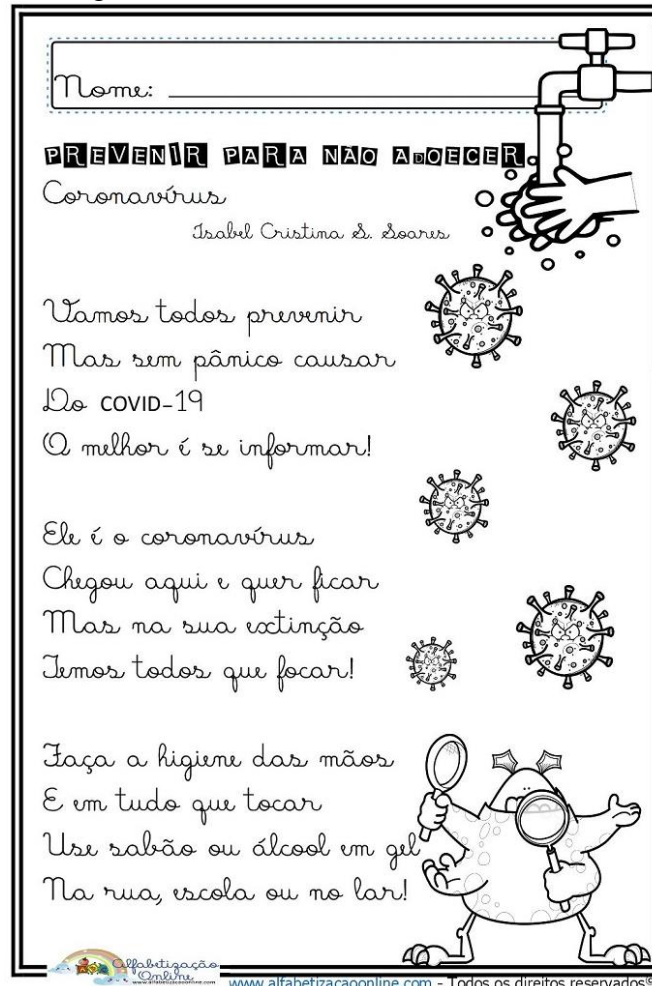 Nome:
PREVENIR PARA NÃO ADOECER
Coronavírus
Isabel Cristina S. Soares
Vamos todos prevenir
Mas sem pânico causar
Do COVID-19
O melhor é se informar!
Ele é o coronavírus
Chegou aqui e quer ficar
Mas na sua extinção
Temos todos que focar!
Faça a higiene das mãos
E em tudo que tocar
Use sabão ou álcool em gel
Na rua, escola ou no lar!
Alfabetização
Online
www.alfabetizacaoonline.com
www.alfabetizacaoonline.com - Todos os direitos reservados©